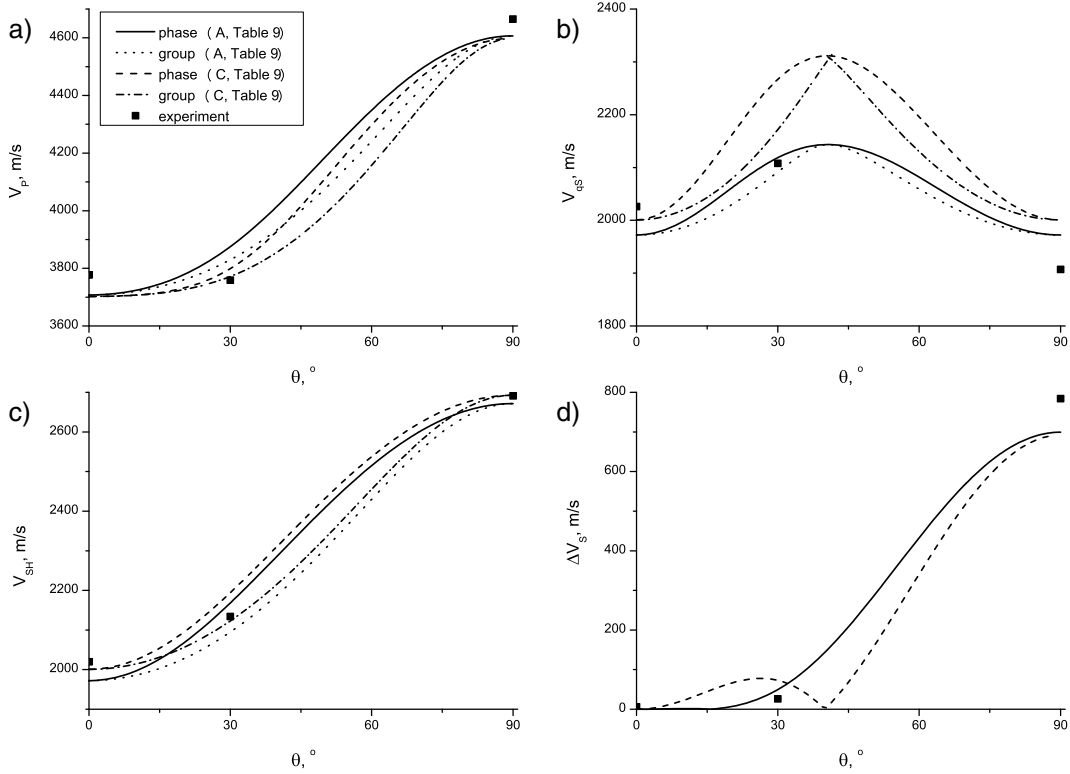 a)
phase ( A, Table 9)
group ( A, Table 9)
phase ( C, Table 9)
group ( C, Table 9)
experiment
4600
4400
4200
4000
3800
3600
V_P, m/s
0
30
60
90
θ, °
b)
2400
2200
2000
1800
V_qS, m/s
0
30
60
90
θ, °
c)
2600
2400
2200
2000
V_SH, m/s
0
30
60
90
θ, °
d)
800
600
400
200
0
ΔV_S, m/s
0
30
60
90
θ, °